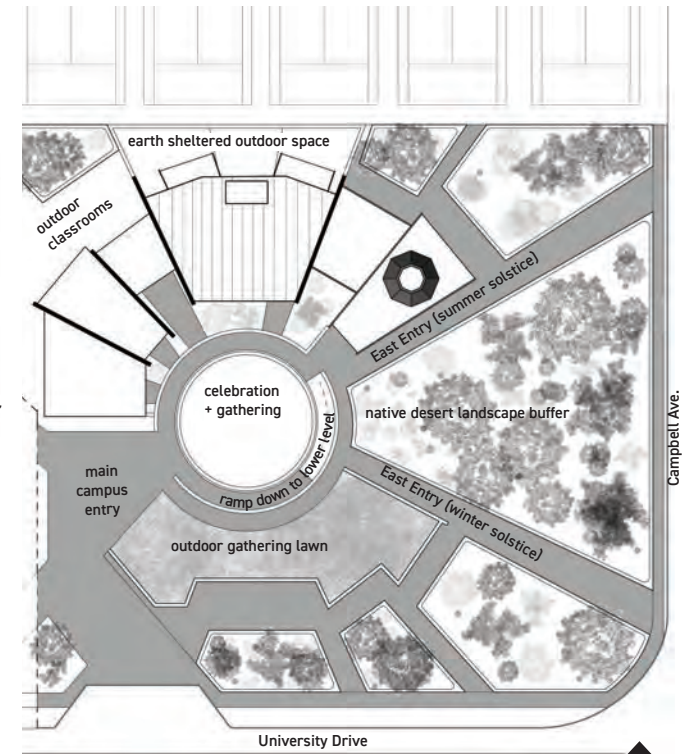 earth sheltered outdoor space
outdoor
classrooms
East Entry (summer solstice)
celebration
+ gathering
native desert landscape buffer
ramp down to lower level
Campbell Ave.
main
campus
entry
East Entry (winter solstice)
outdoor gathering lawn
University Drive